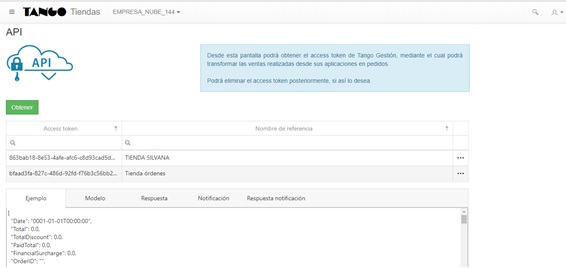 TANGO Tiendas EMPRESA_NUBE_144
API
API
Desde esta pantalla podrá obtener el access token de Tango Gestión, mediante el cual podrá
transformar las ventas realizadas desde sus aplicaciones en pedidos.
Podrá eliminar el access token posteriormente, si así lo desea.
Obtener
Access token Nombre de referencia
863bab18-8e53-4afe-afc6-c8d93cad5d... TIENDA SILVANA
bfaad3fa-827c-486d-92fd-f76b3c56bb2... Tienda órdenes
Ejemplo Modelo Respuesta Notificación Respuesta notificación
{
"Date": "0001-01-01T00:00:00",
"Total": 0.0,
"TotalDiscount": 0.0,
"PaidTotal": 0.0,
"FinancialSurcharge": 0.0,
"OrderID": "",